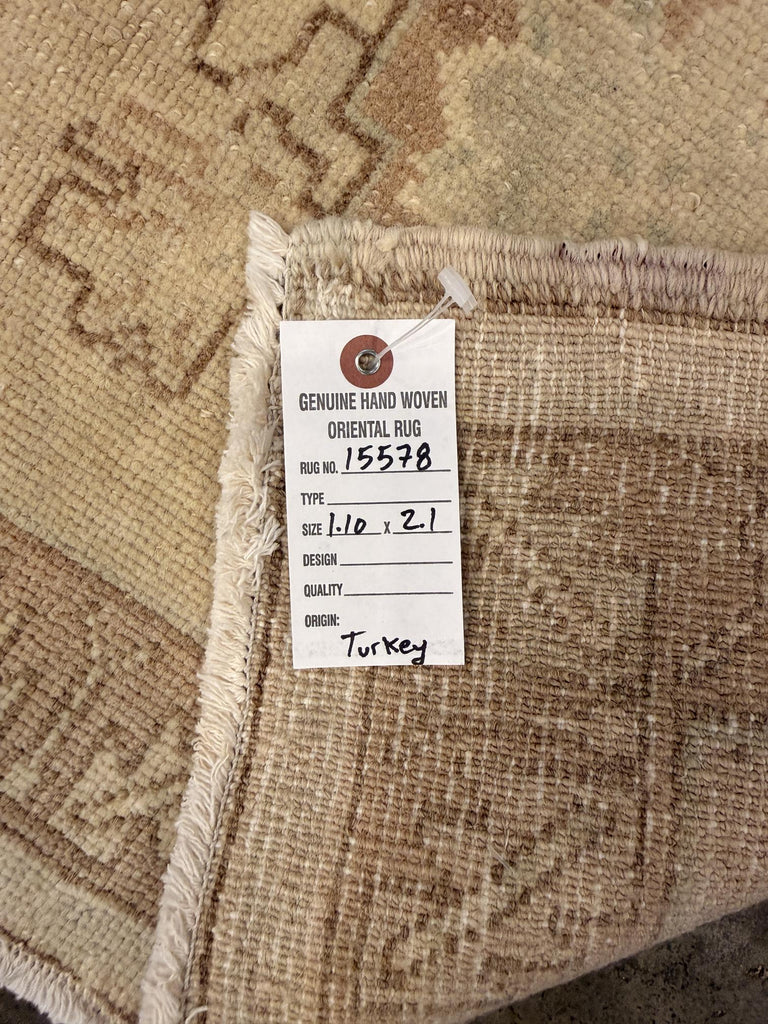 GENUINE HAND WOVEN
ORIENTAL RUG
RUG NO. 15578
TYPE
SIZE 1.10 X 2.1
DESIGN
QUALITY
ORIGIN:
Turkey